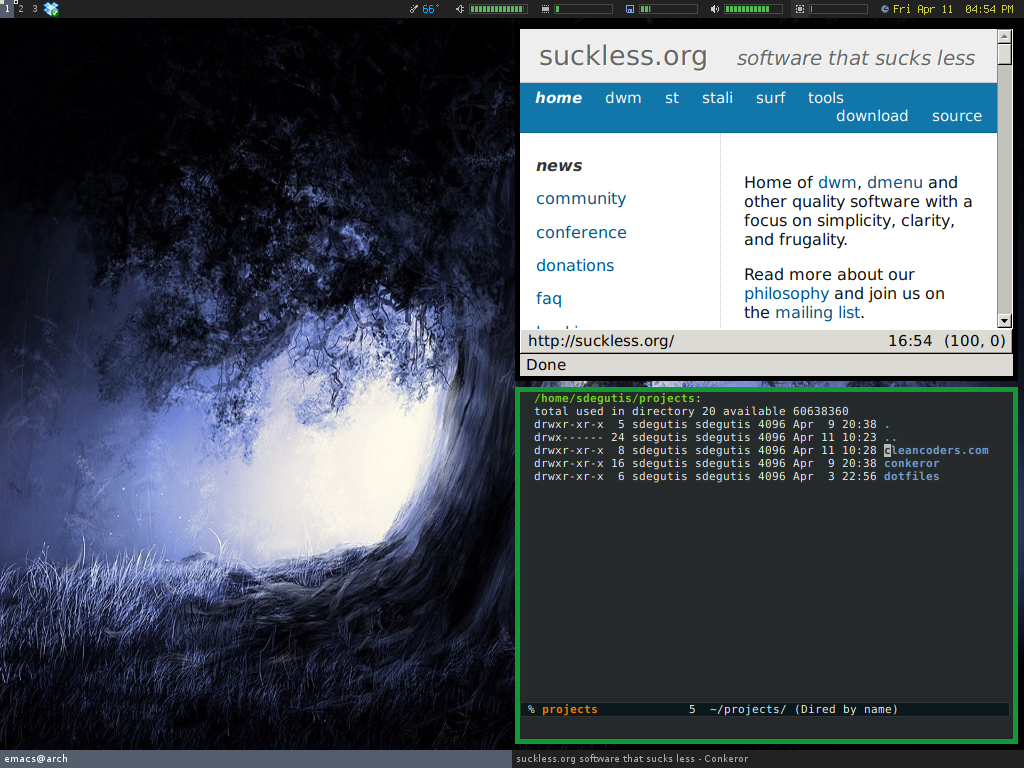 1 2 3 66° Fri Apr 11 04:54 PM
suckless.org software that sucks less
home dwm st stali surf tools
download source
news
community
conference
donations
faq
Home of dwm, dmenu and
other quality software with a
focus on simplicity, clarity,
and frugality.
Read more about our
philosophy and join us on
the mailing list.
http://suckless.org/ 16:54 (100, 0)
Done
/home/sdegutis/projects:
total used in directory 20 available 60638360
drwxr-xr-x  5 sdegutis sdegutis 4096 Apr  9 20:38 .
drwx------ 24 sdegutis sdegutis 4096 Apr 11 10:23 ..
drwxr-xr-x  8 sdegutis sdegutis 4096 Apr 11 10:28 cleancoders.com
drwxr-xr-x 16 sdegutis sdegutis 4096 Apr  9 20:38 conkeror
drwxr-xr-x  6 sdegutis sdegutis 4096 Apr  3 22:56 dotfiles
% projects 5 ~/projects/ (Dired by name)
emacs@arch suckless.org software that sucks less - Conkeror